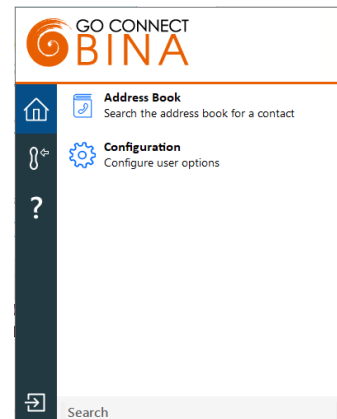 GO CONNECT
BINA
Address Book
Search the address book for a contact
Configuration
Configure user options
?
Search